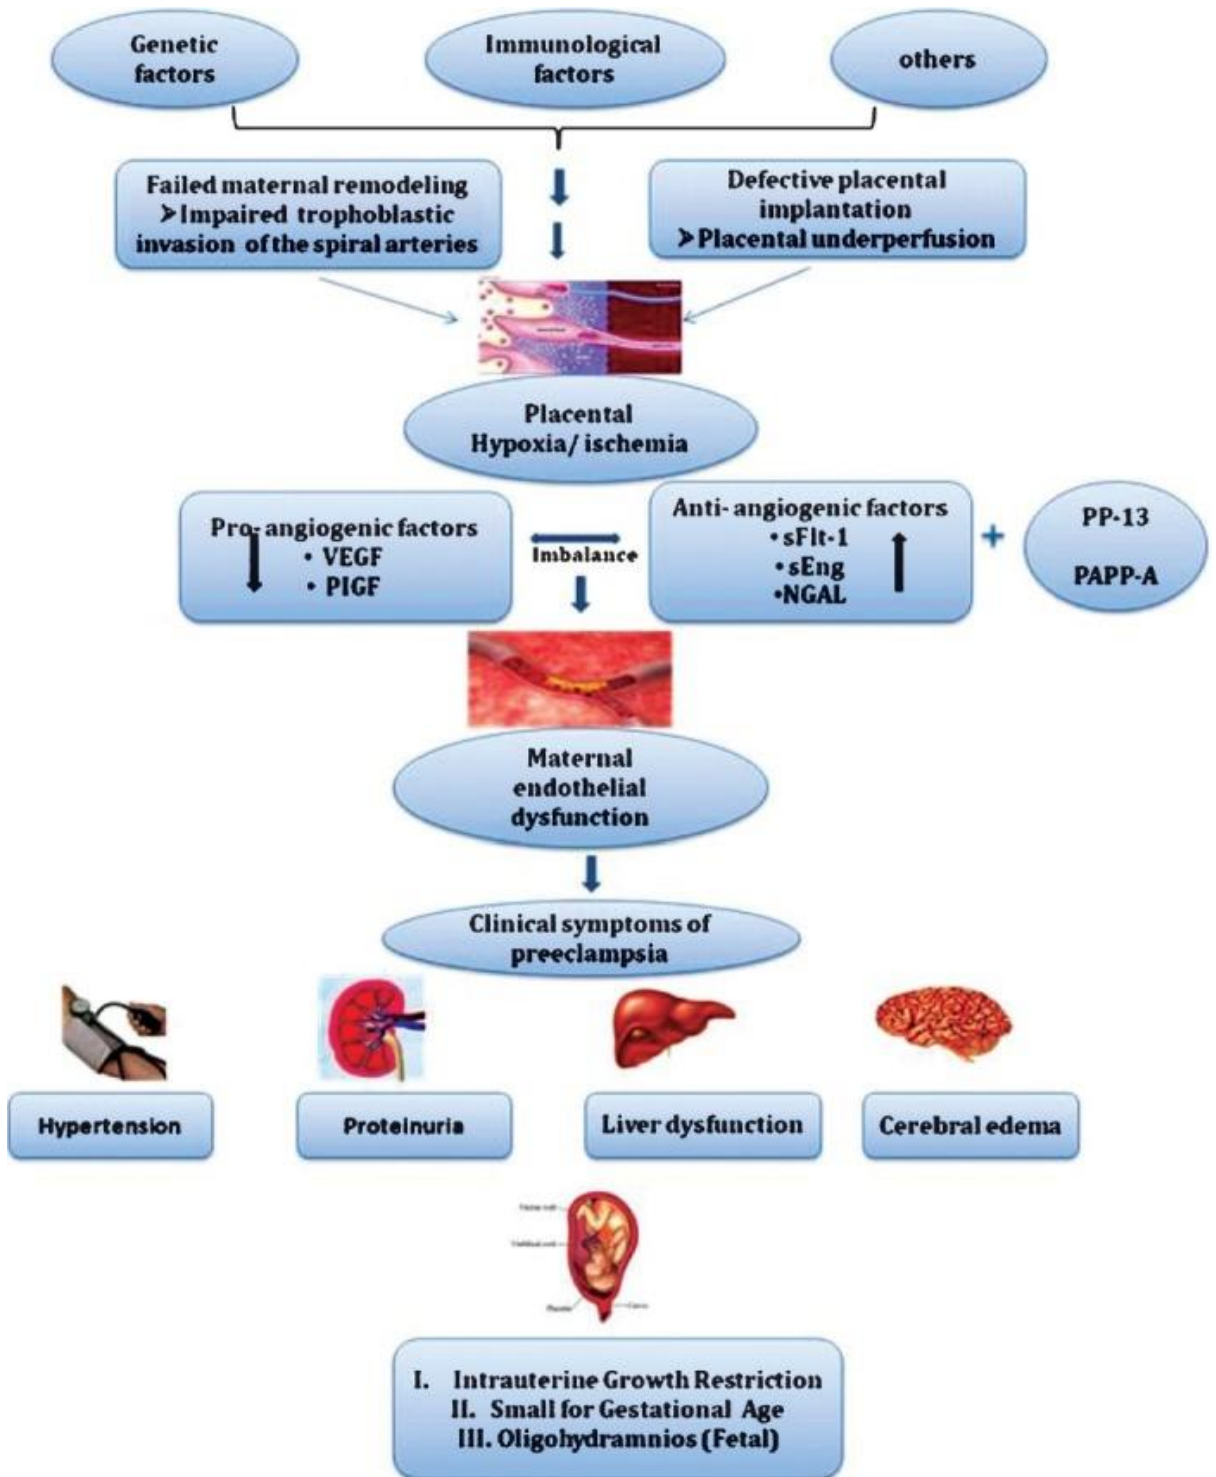 Genetic
factors
Immunological
factors
others
Failed maternal remodeling
➤Impaired trophoblastic
invasion of the spiral arteries
Defective placental
implantation
➤Placental underperfusion
Placental
Hypoxia/ ischemia
Pro- angiogenic factors
• VEGF
• PIGF
Imbalance
Anti- angiogenic factors
• sFlt-1
• sEng
•NGAL
+
PP-13
PAPP-A
Maternal
endothelial
dysfunction
Clinical symptoms of
preeclampsia
Hypertension
Proteinuria
Liver dysfunction
Cerebral edema
Placenta
I. Intrauterine Growth Restriction
II. Small for Gestational Age
III. Oligohydramnios (Fetal)